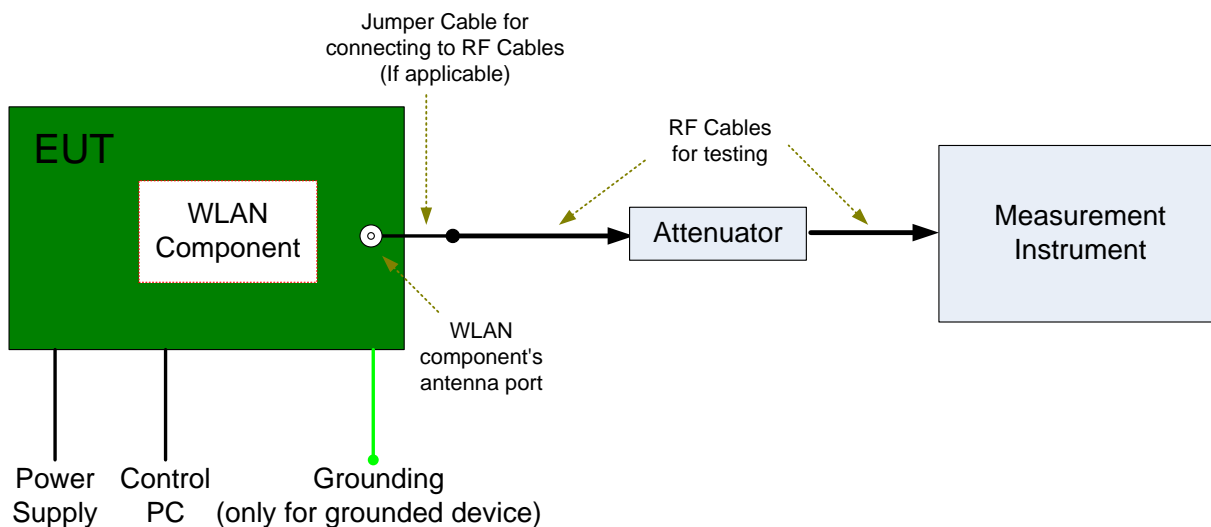 Jumper Cable for
connecting to RF Cables
(If applicable)
EUT
WLAN
Component
RF Cables
for testing
Attenuator
Measurement
Instrument
WLAN
component's
antenna port
Power
Supply
Control
PC
Grounding
(only for grounded device)